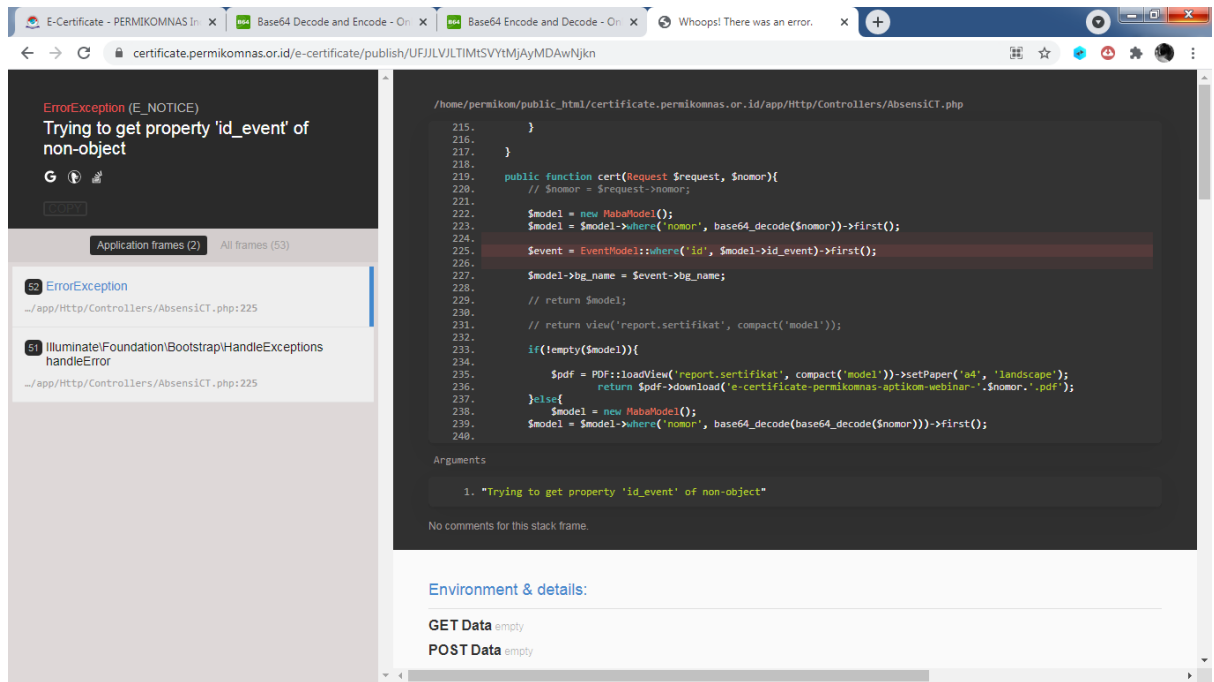 E-Certificate - PERMIKOMNAS In
Base64 Decode and Encode - On
Base64 Encode and Decode - On
Whoops! There was an error.
certificate.permikomnas.or.id/e-certificate/publish/UFJJLVJLTlMtSVYtMjAyMDAwNjkn
ErrorException (E_NOTICE)
Trying to get property 'id_event' of
non-object
COPY
Application frames (2) All frames (53)
52 ErrorException
…/app/Http/Controllers/AbsensiCT.php:225
51 Illuminate\Foundation\Bootstrap\HandleExceptions
handleError
…/app/Http/Controllers/AbsensiCT.php:225
/home/permikom/public_html/certificate.permikomnas.or.id/app/Http/Controllers/AbsensiCT.php
215. }
216.
217. }
218.
219. public function cert(Request $request, $nomor){
220. // $nomor = $request->nomor;
221.
222. $model = new MabaModel();
223. $model = $model->where('nomor', base64_decode($nomor))->first();
224.
225. $event = EventModel::where('id', $model->id_event)->first();
226.
227. $model->bg_name = $event->bg_name;
228.
229. // return $model;
230.
231. // return view('report.sertifikat', compact('model'));
232.
233. if(!empty($model)){
234.
235. $pdf = PDF::loadView('report.sertifikat', compact('model'))->setPaper('a4', 'landscape');
236. return $pdf->download('e-certificate-permikomnas-aptikom-webinar-'.$nomor.'.pdf');
237. }else{
238. $model = new MabaModel();
239. $model = $model->where('nomor', base64_decode(base64_decode($nomor)))->first();
240.
Arguments
1. "Trying to get property 'id_event' of non-object"
No comments for this stack frame.
Environment & details:
GET Data empty
POST Data empty